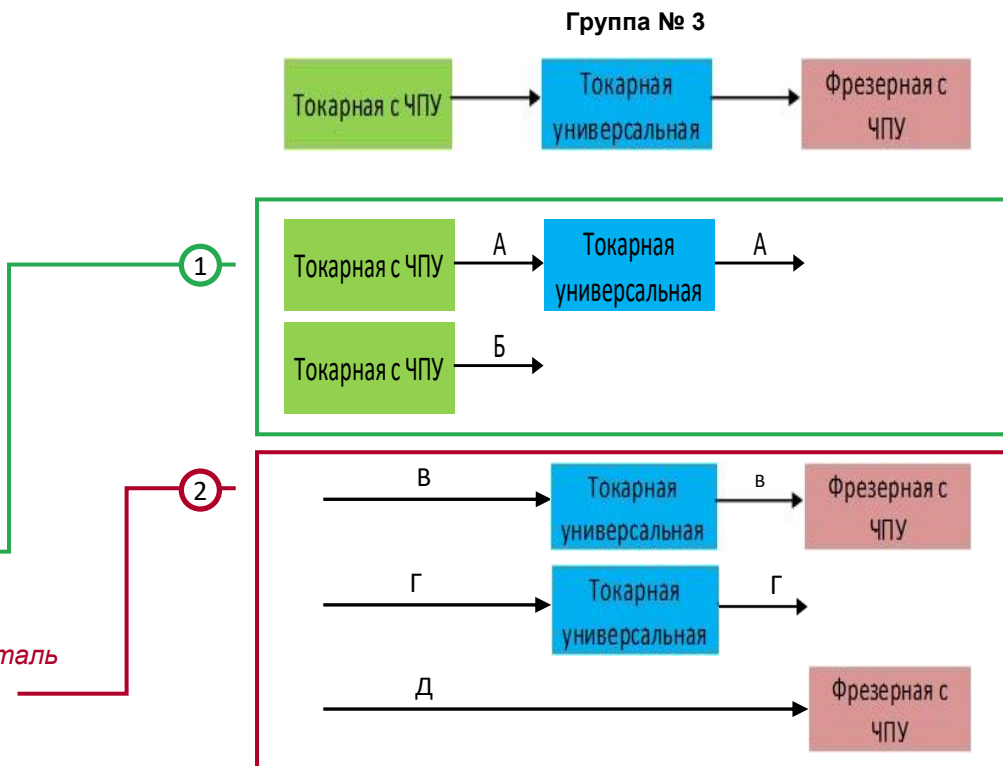 Группа № 3
Токарная с ЧПУ
Токарная
универсальная
Фрезерная с
ЧПУ
1
Токарная с ЧПУ
А
Токарная
универсальная
А
Токарная с ЧПУ
Б
2
В
Токарная
универсальная
в
Фрезерная с
ЧПУ
Г
Токарная
универсальная
Г
таль
Д
Фрезерная с
ЧПУ